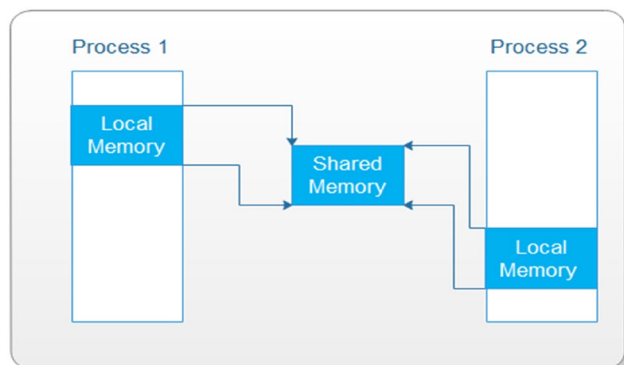 Process 1
Process 2
Local
Memory
Shared
Memory
Local
Memory